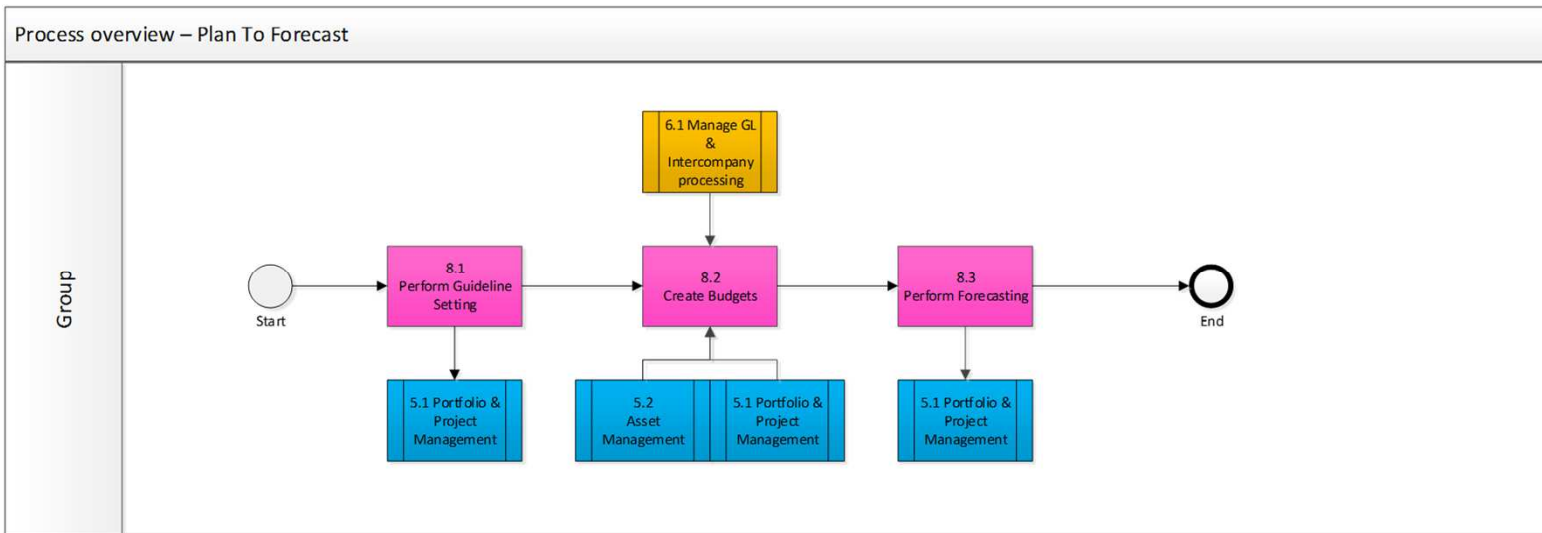 Process overview – Plan To Forecast
Group
6.1 Manage GL
&
Intercompany
processing
Start
8.1
Perform Guideline
Setting
8.2
Create Budgets
8.3
Perform Forecasting
End
5.1 Portfolio &
Project
Management
5.2
Asset
Management
5.1 Portfolio &
Project
Management
5.1 Portfolio &
Project
Management